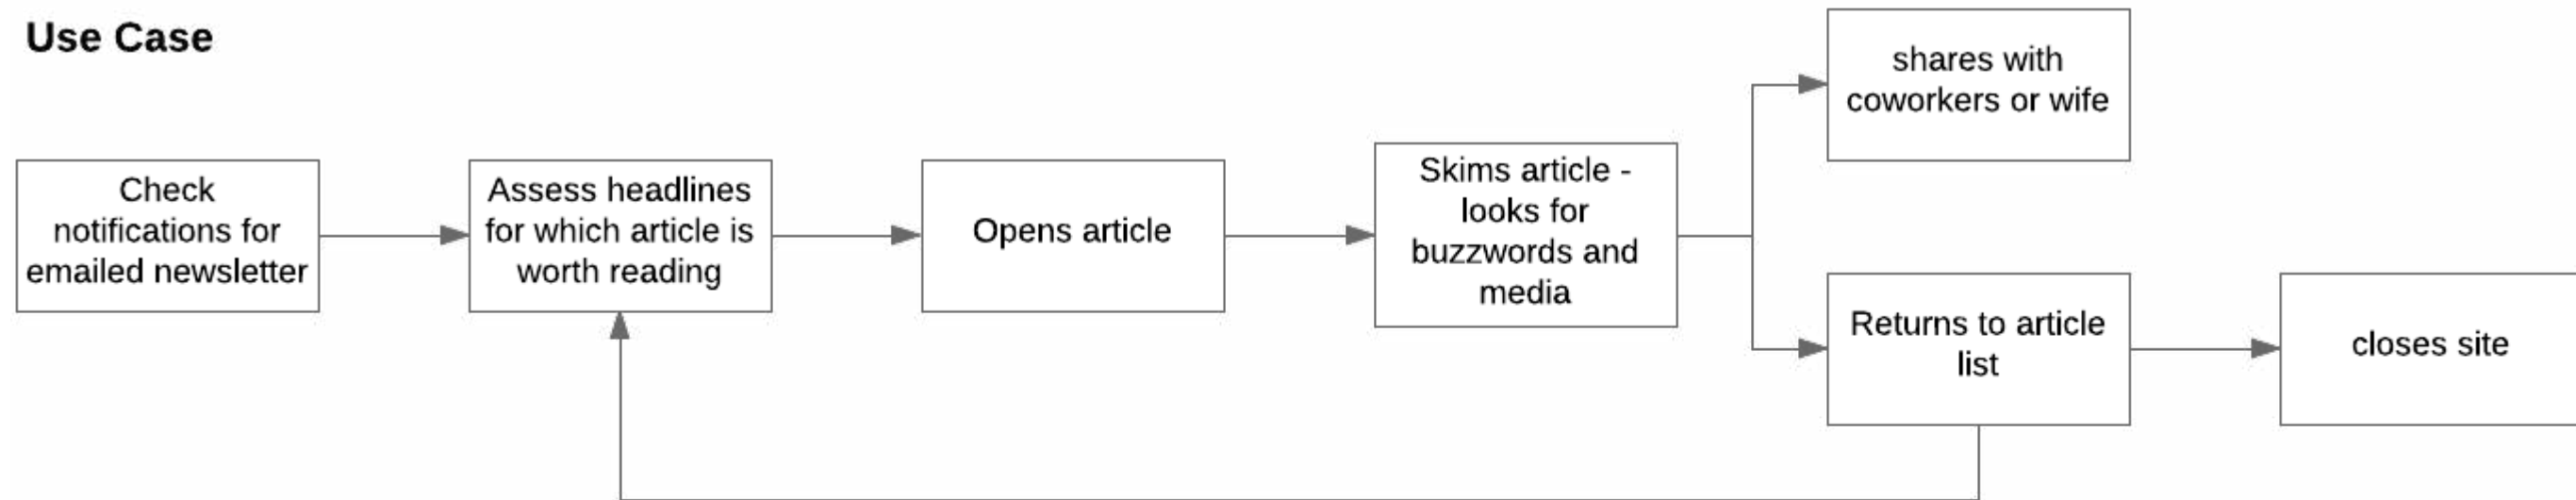 Use Case
Check
notifications for
emailed newsletter
Assess headlines
for which article is
worth reading
Opens article
Skims article -
looks for
buzzwords and
media
shares with
coworkers or wife
Returns to article
list
closes site